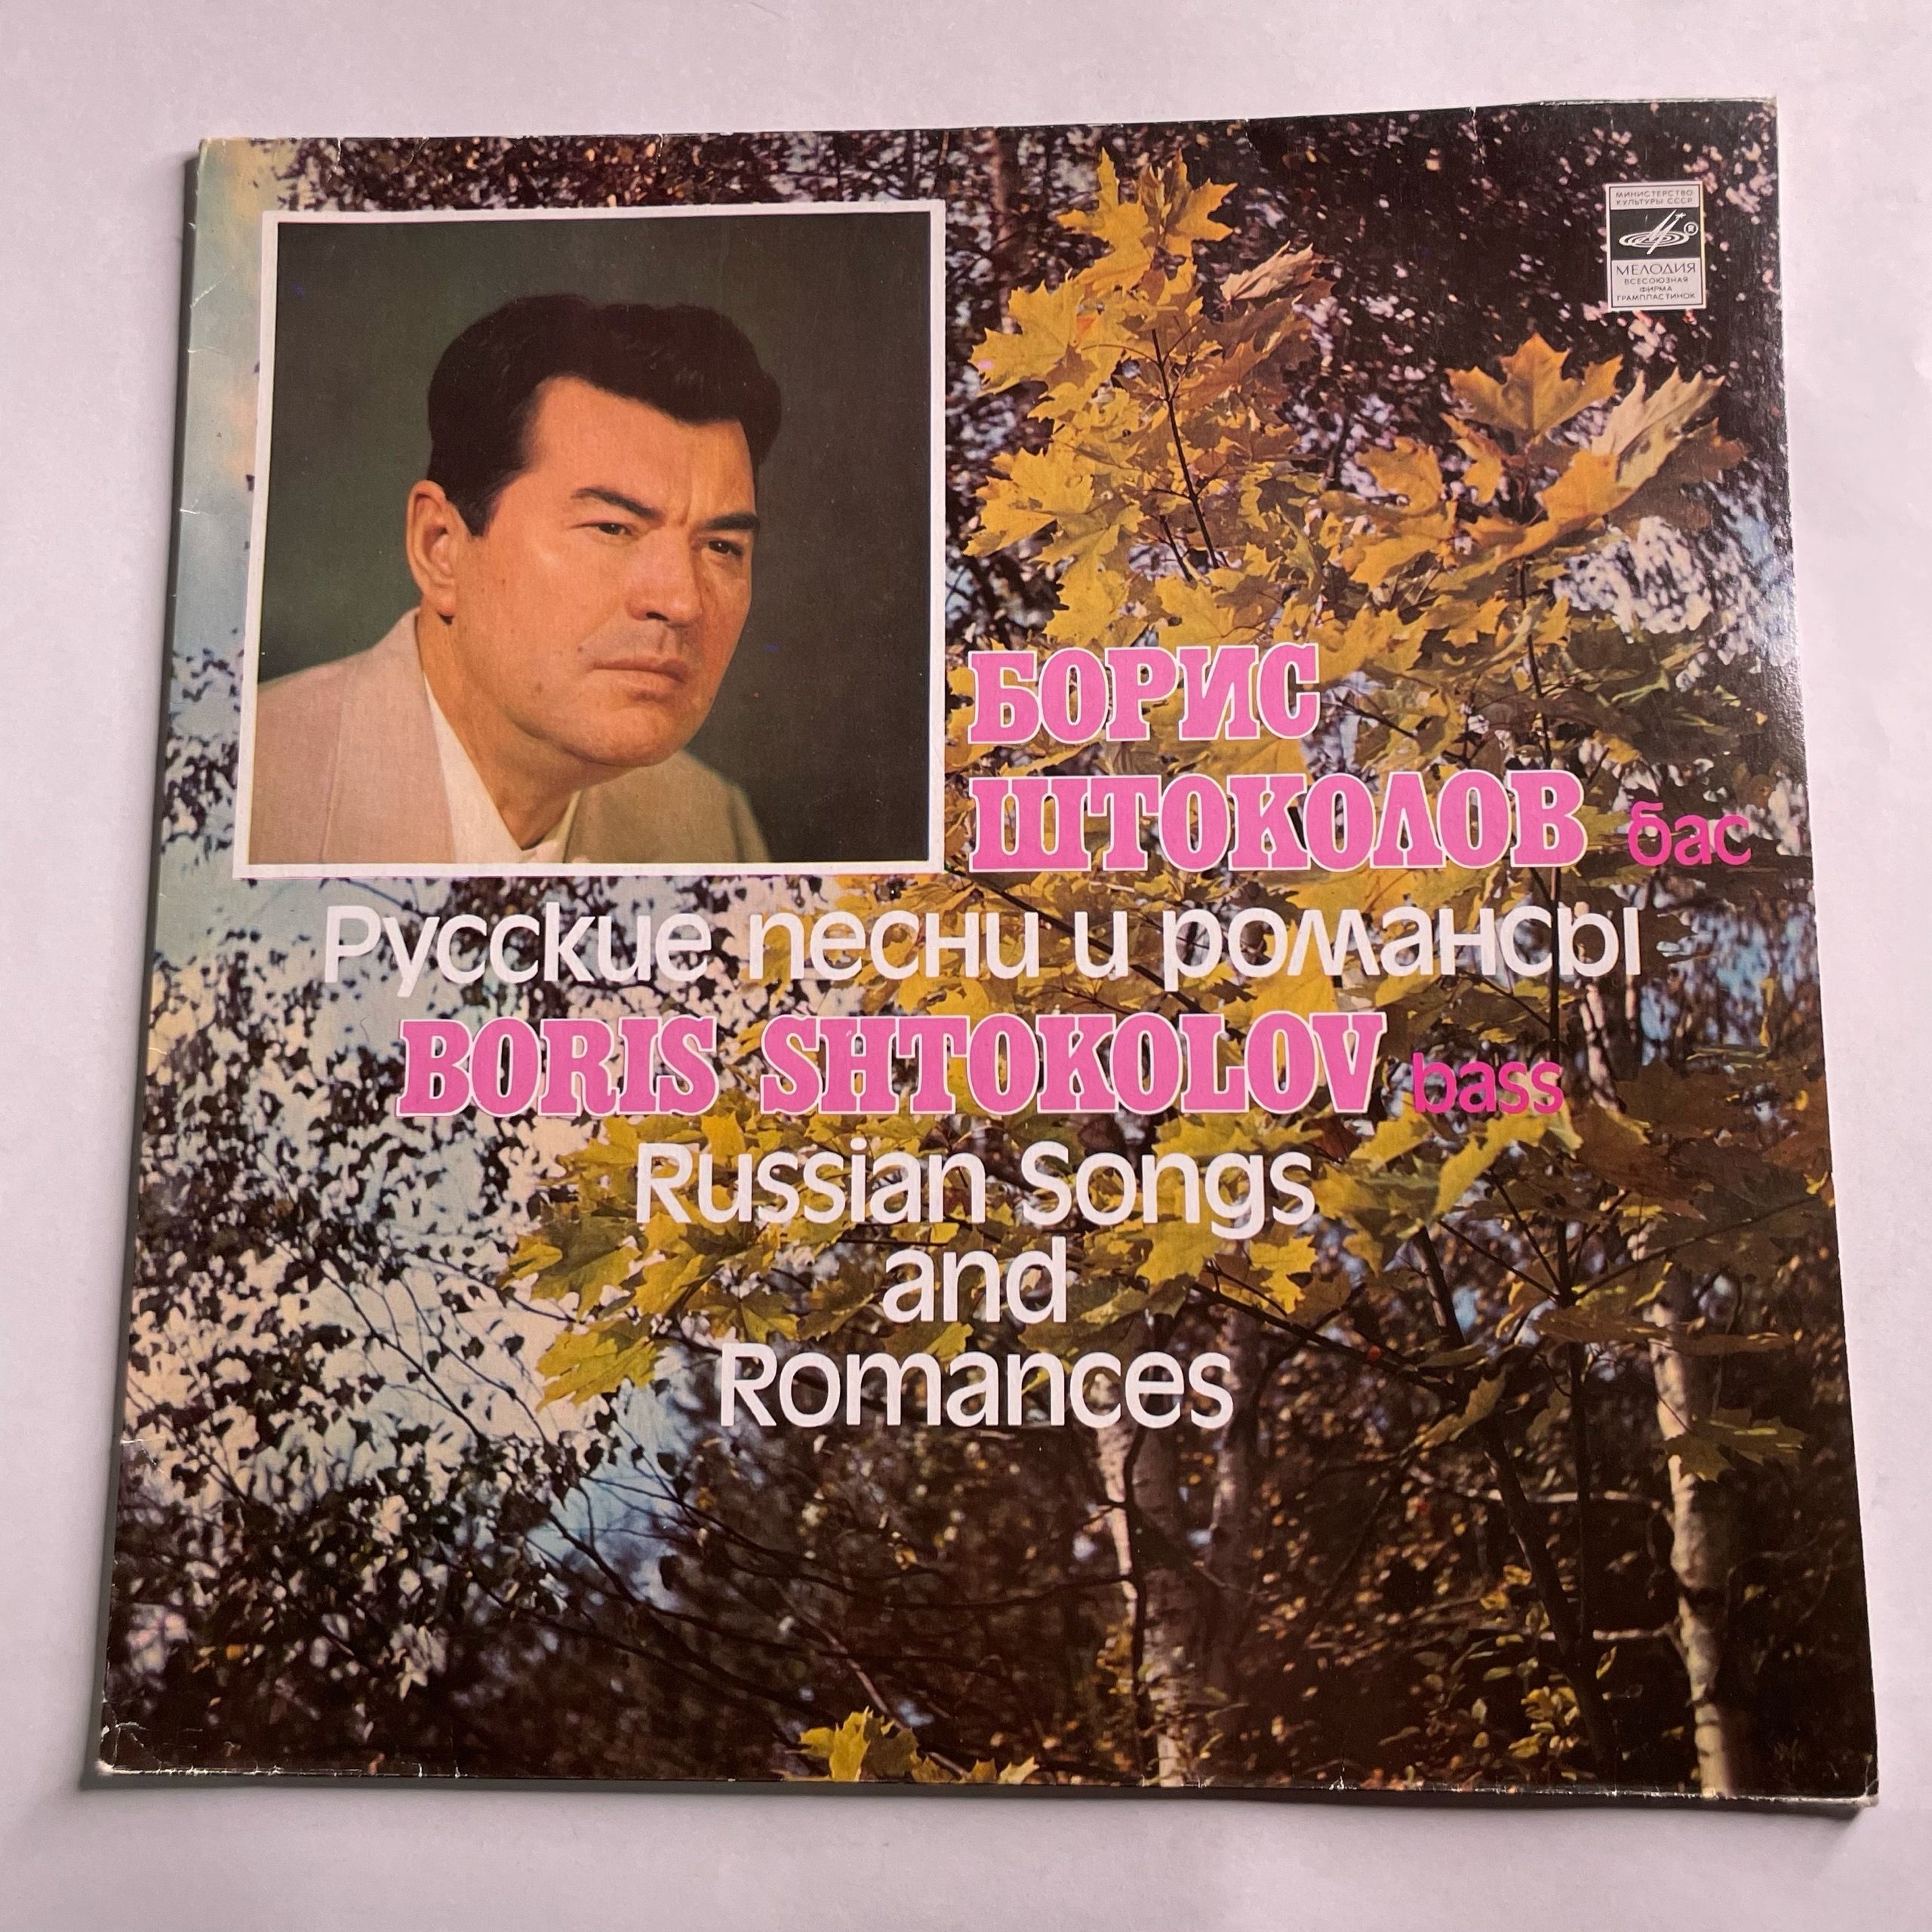 МИНИСТЕРСТВО
КУЛЬТУРЫ СССР
®
МЕЛОДИЯ
ВСЕСОЮЗНАЯ
ФИРМА
ГРАМПЛАСТИНОК
БОРИС
ШТОКОЛОВ бас
Русские песни и романсы
BORIS SHTOKOLOV bass
Russian Songs
and
Romances